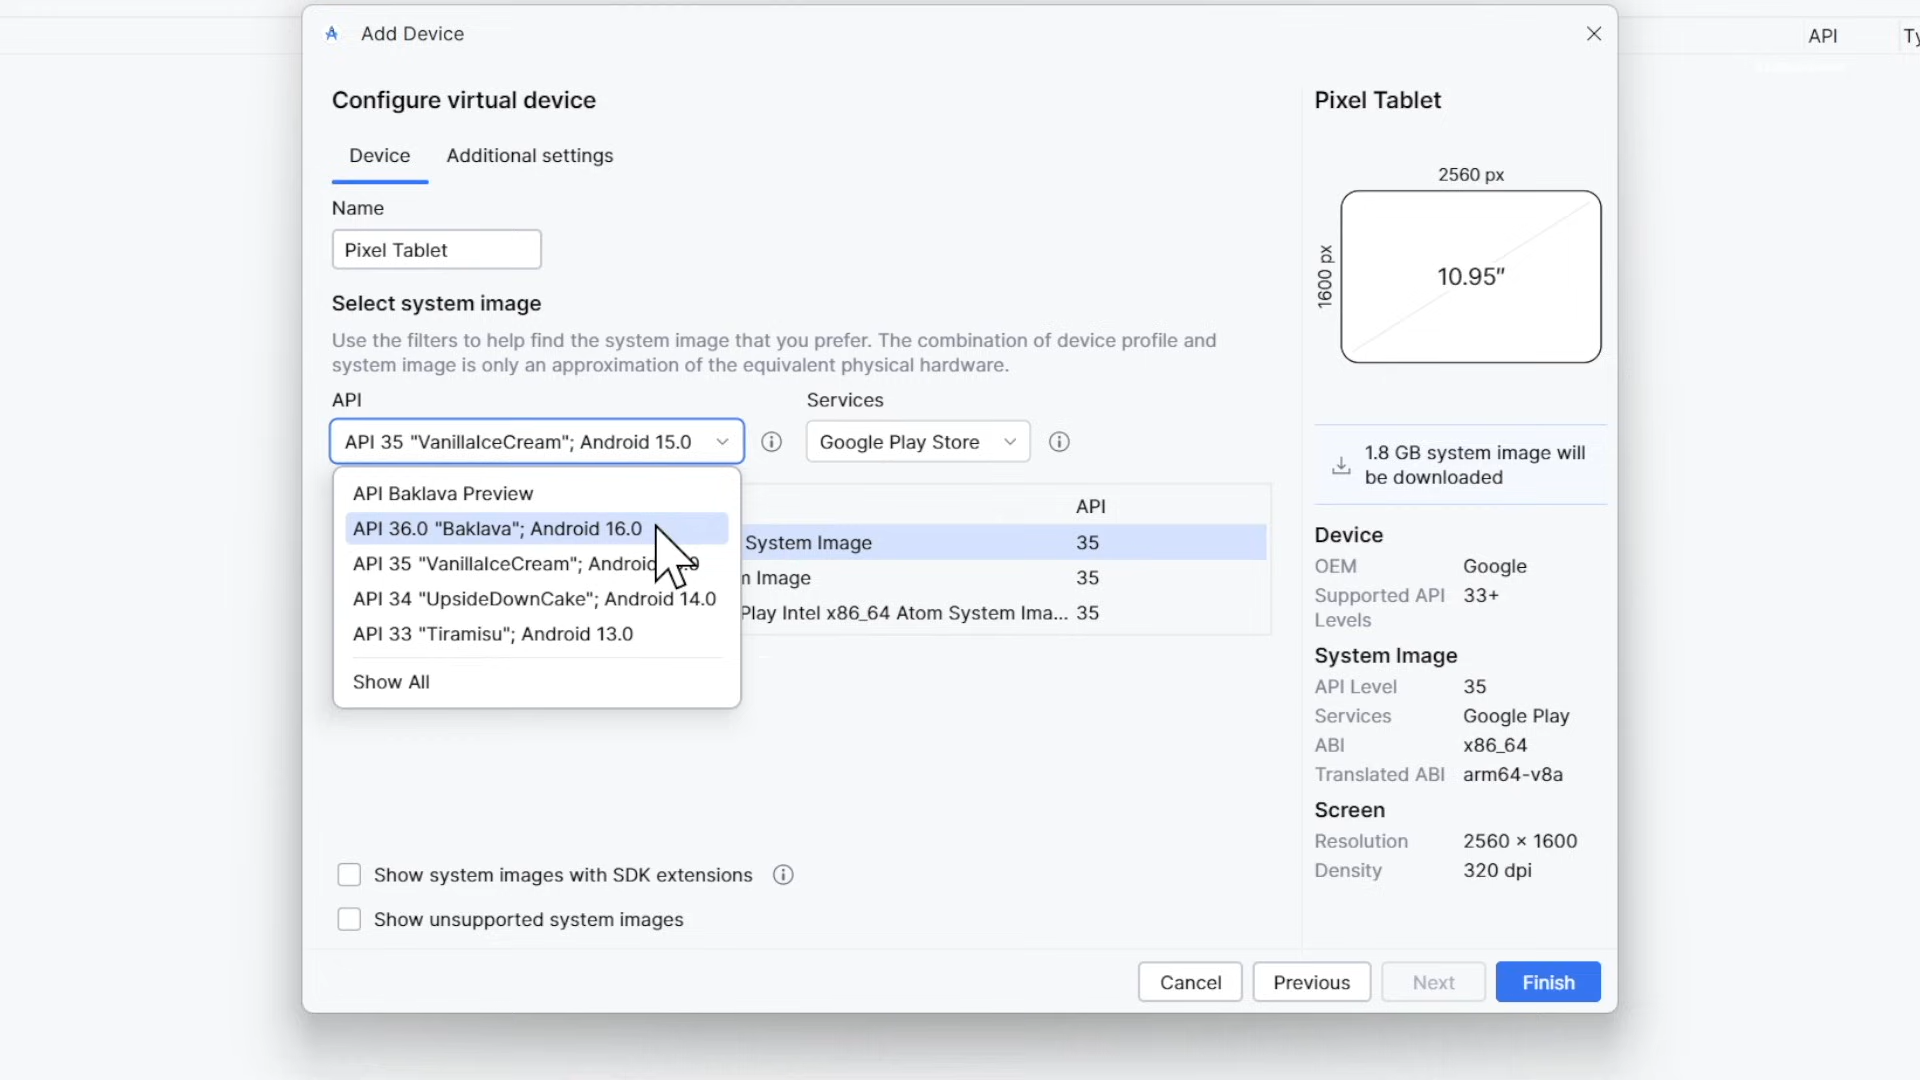 Add Device
API
Ty
Configure virtual device
Device
Additional settings
Name
Pixel Tablet
Select system image
Use the filters to help find the system image that you prefer. The combination of device profile and
system image is only an approximation of the equivalent physical hardware.
API
Services
API 35 "VanillaIceCream"; Android 15.0
Google Play Store
API Baklava Preview
API 36.0 "Baklava"; Android 16.0
API 35 "VanillaIceCream"; Android
API 34 "UpsideDownCake"; Android 14.0
API 33 "Tiramisu"; Android 13.0
Show All
API
System Image 35
Image 35
Play Intel x86_64 Atom System Ima... 35
Show system images with SDK extensions
Show unsupported system images
Pixel Tablet
2560 px
1600 px
10.95″
1.8 GB system image will
be downloaded
Device
OEM Google
Supported API 33+
Levels
System Image
API Level 35
Services Google Play
ABI x86_64
Translated ABI arm64-v8a
Screen
Resolution 2560 × 1600
Density 320 dpi
Cancel
Previous
Next
Finish